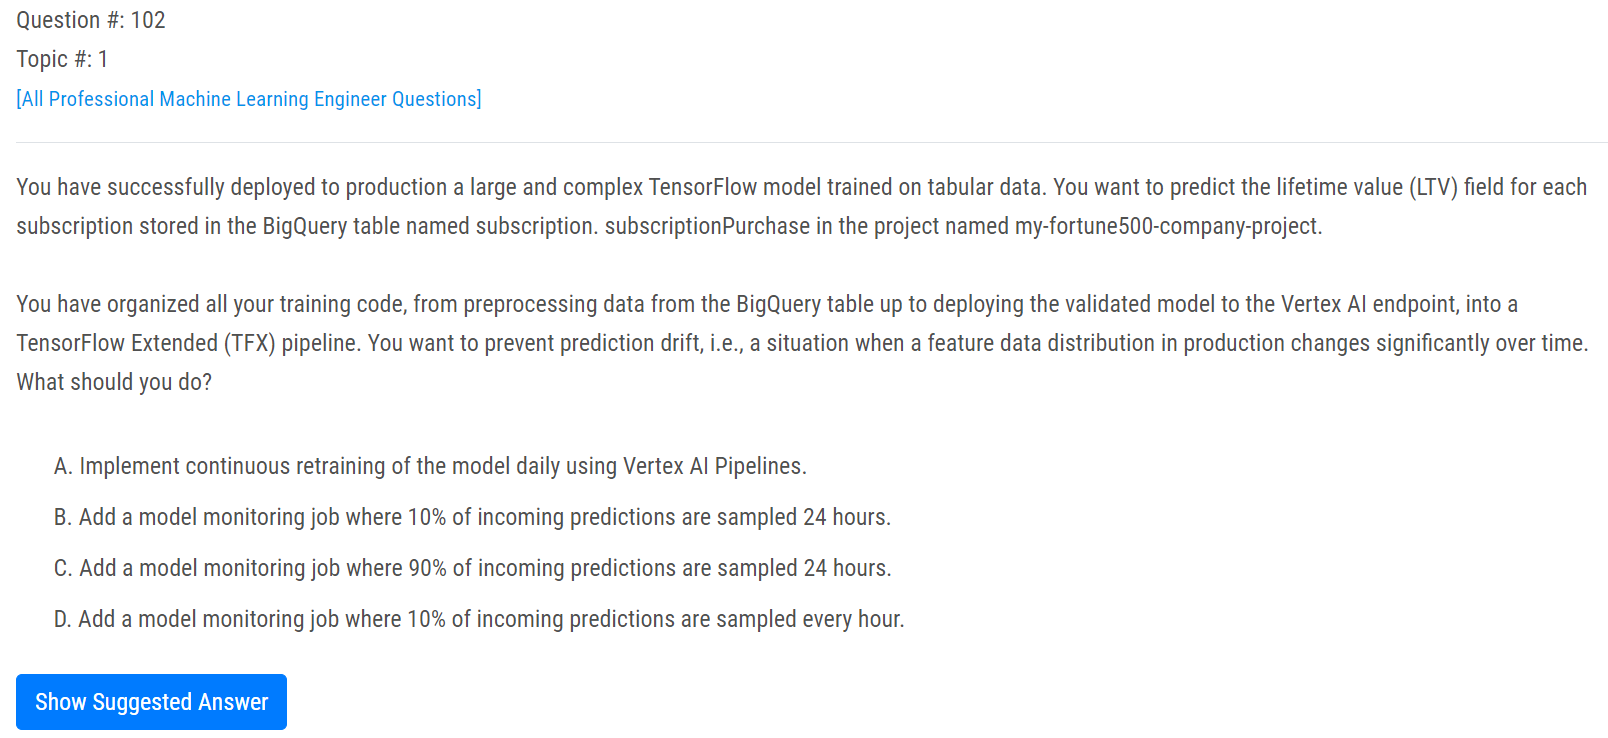 Question #: 102
Topic #: 1
[All Professional Machine Learning Engineer Questions]
You have successfully deployed to production a large and complex TensorFlow model trained on tabular data. You want to predict the lifetime value (LTV) field for each
subscription stored in the BigQuery table named subscription. subscriptionPurchase in the project named my-fortune500-company-project.
You have organized all your training code, from preprocessing data from the BigQuery table up to deploying the validated model to the Vertex AI endpoint, into a
TensorFlow Extended (TFX) pipeline. You want to prevent prediction drift, i.e., a situation when a feature data distribution in production changes significantly over time.
What should you do?
A. Implement continuous retraining of the model daily using Vertex AI Pipelines.
B. Add a model monitoring job where 10% of incoming predictions are sampled 24 hours.
C. Add a model monitoring job where 90% of incoming predictions are sampled 24 hours.
D. Add a model monitoring job where 10% of incoming predictions are sampled every hour.
Show Suggested Answer